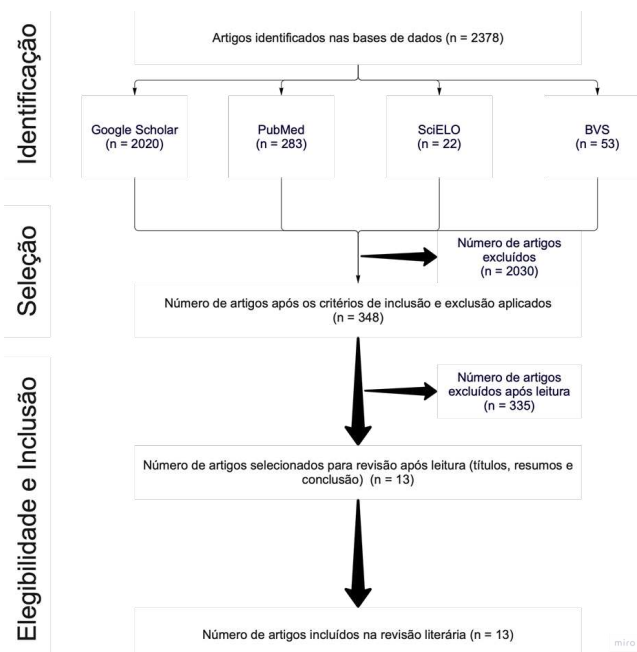 Identificação
Artigos identificados nas bases de dados (n = 2378)
Google Scholar
(n = 2020)
PubMed
(n = 283)
SciELO
(n = 22)
BVS
(n = 53)
Seleção
Número de artigos
excluídos
(n = 2030)
Número de artigos após os critérios de inclusão e exclusão aplicados
(n = 348)
Elegibilidade e Inclusão
Número de artigos
excluídos após leitura
(n = 335)
Número de artigos selecionados para revisão após leitura (títulos, resumos e
conclusão) (n = 13)
Número de artigos incluídos na revisão literária (n = 13)
miro